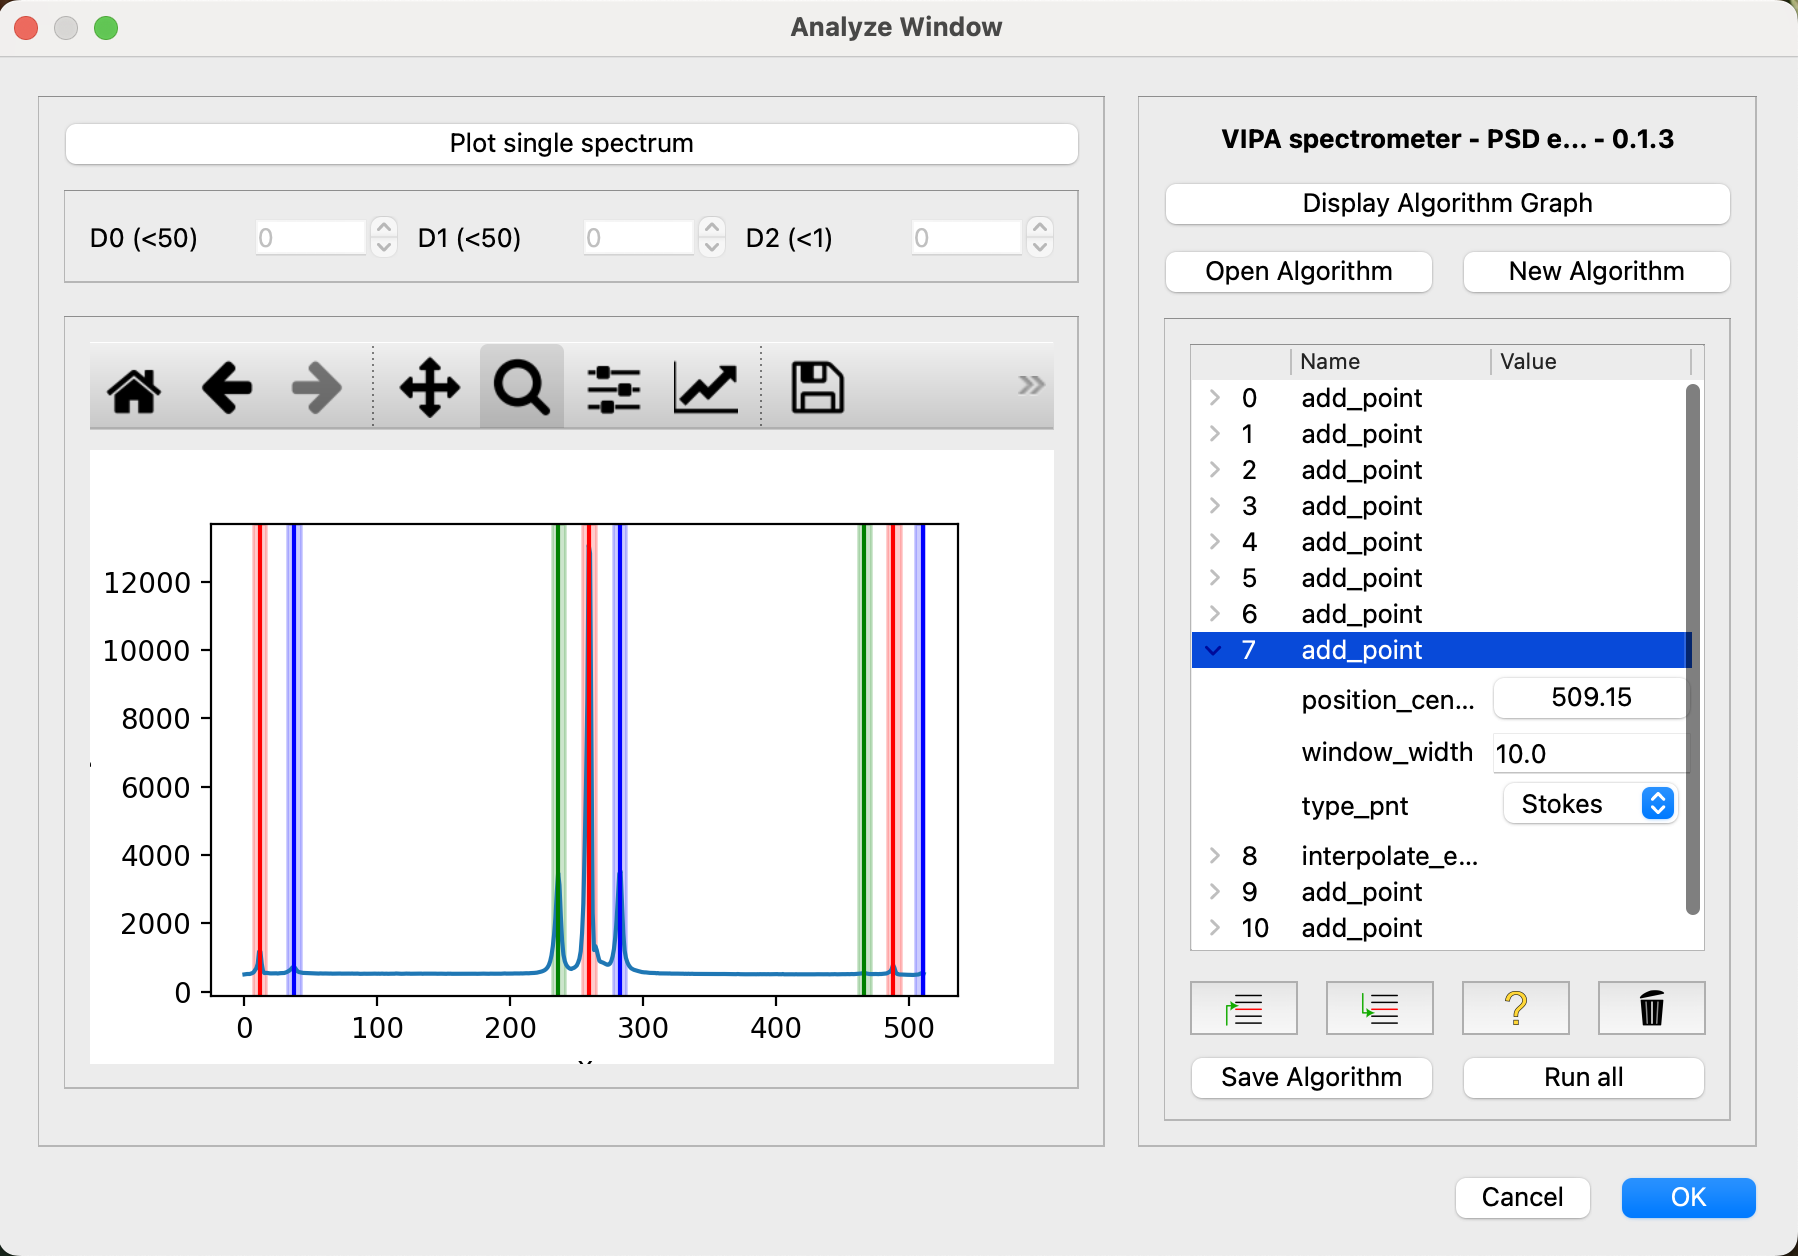 Analyze Window
Plot single spectrum
D0 (<50) 0 D1 (<50) 0 D2 (<1) 0
12000
10000
8000
6000
4000
2000
0
0 100 200 300 400 500
VIPA spectrometer - PSD e... - 0.1.3
Display Algorithm Graph
Open Algorithm New Algorithm
Name Value
0 add_point
1 add_point
2 add_point
3 add_point
4 add_point
5 add_point
6 add_point
7 add_point
position_cen... 509.15
window_width 10.0
type_pnt Stokes
8 interpolate_e...
9 add_point
10 add_point
?
Save Algorithm Run all
Cancel OK